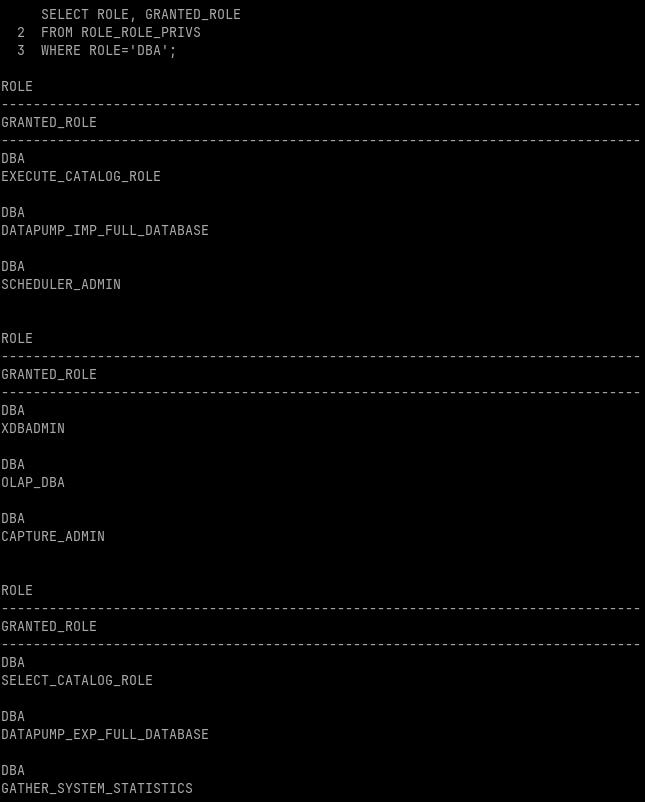 SELECT ROLE, GRANTED_ROLE
2 FROM ROLE_ROLE_PRIVS
3 WHERE ROLE='DBA';
ROLE
--------------------------------------------------------------------------------
GRANTED_ROLE
--------------------------------------------------------------------------------
DBA
EXECUTE_CATALOG_ROLE
DBA
DATAPUMP_IMP_FULL_DATABASE
DBA
SCHEDULER_ADMIN
ROLE
--------------------------------------------------------------------------------
GRANTED_ROLE
--------------------------------------------------------------------------------
DBA
XDBADMIN
DBA
OLAP_DBA
DBA
CAPTURE_ADMIN
ROLE
--------------------------------------------------------------------------------
GRANTED_ROLE
--------------------------------------------------------------------------------
DBA
SELECT_CATALOG_ROLE
DBA
DATAPUMP_EXP_FULL_DATABASE
DBA
GATHER_SYSTEM_STATISTICS